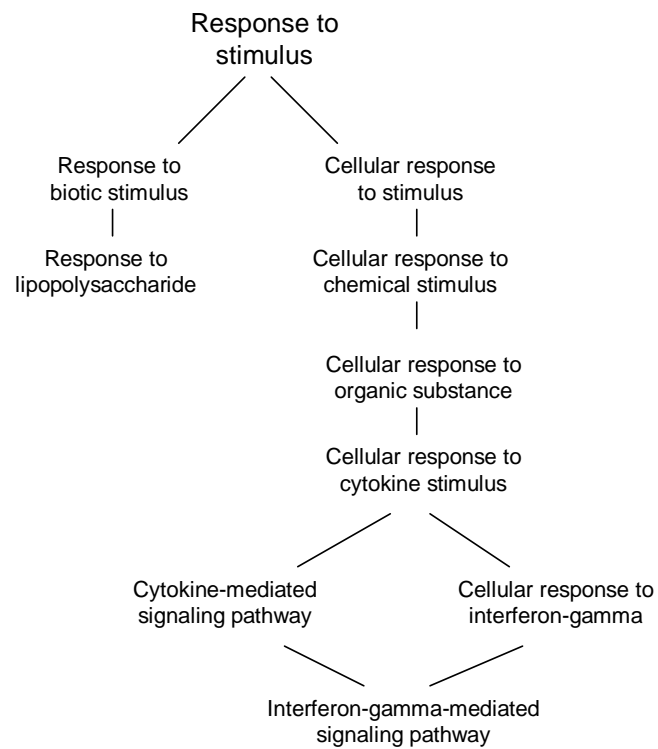 Response to
stimulus
Response to
biotic stimulus
Cellular response
to stimulus
Response to
lipopolysaccharide
Cellular response to
chemical stimulus
Cellular response to
organic substance
Cellular response to
cytokine stimulus
Cytokine-mediated
signaling pathway
Cellular response to
interferon-gamma
Interferon-gamma-mediated
signaling pathway